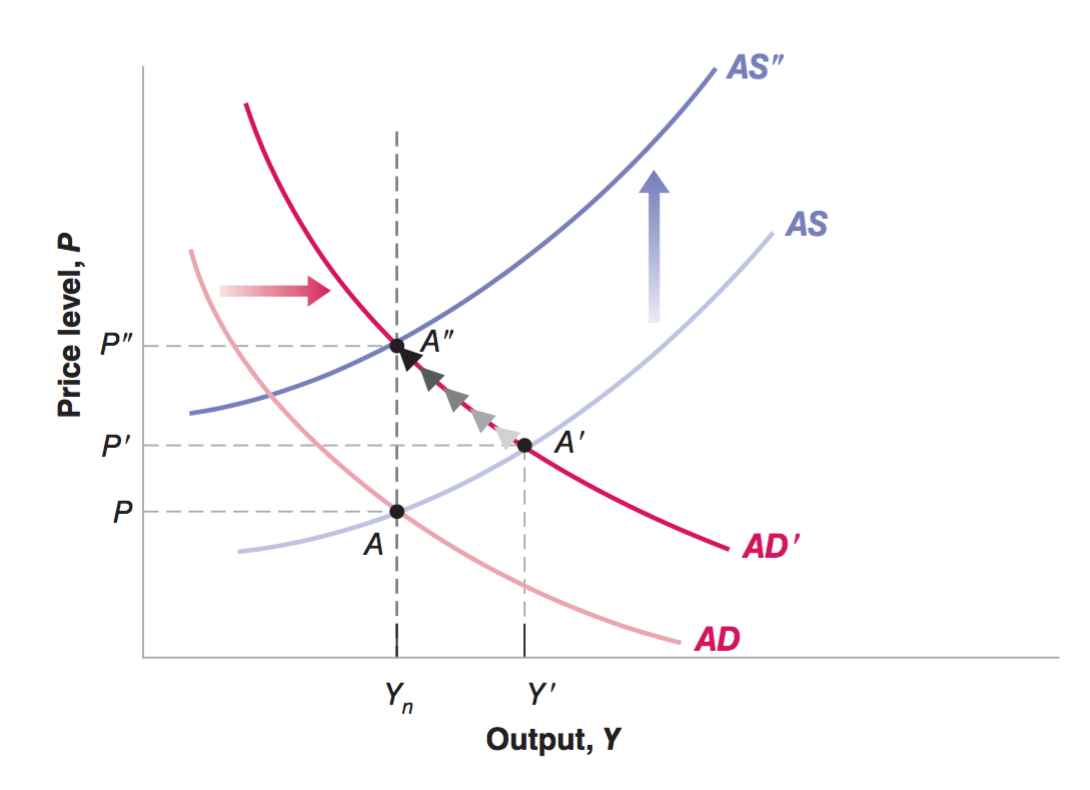 AS″
AS
Price level, P
P″
A″
P′
A′
P
A
AD′
AD
Yn
Y′
Output, Y